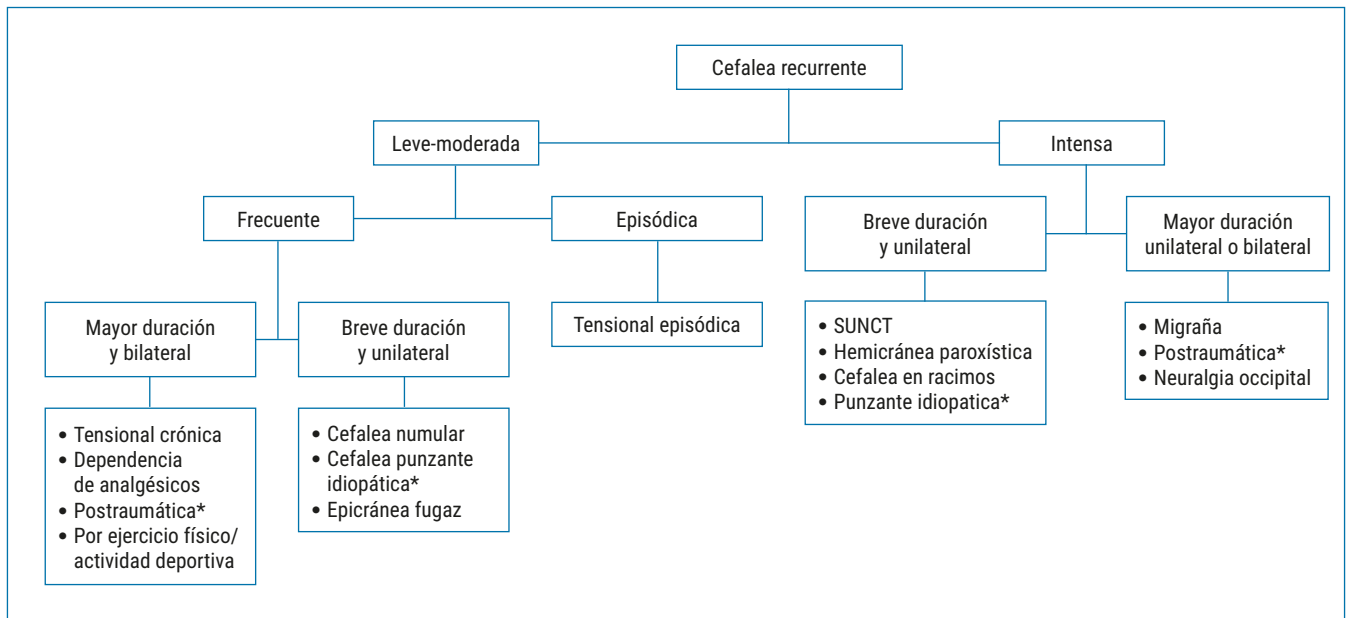 Cefalea recurrente
Leve-moderada
Intensa
Frecuente
Episódica
Breve duración
y unilateral
Mayor duración
unilateral o bilateral
Mayor duración
y bilateral
Breve duración
y unilateral
Tensional episódica
• SUNCT
• Hemicránea paroxística
• Cefalea en racimos
• Punzante idiopatica*
• Migraña
• Postraumática*
• Neuralgia occipital
• Tensional crónica
• Dependencia
de analgésicos
• Postraumática*
• Por ejercicio físico/
actividad deportiva
• Cefalea numular
• Cefalea punzante
idiopática*
• Epicránea fugaz